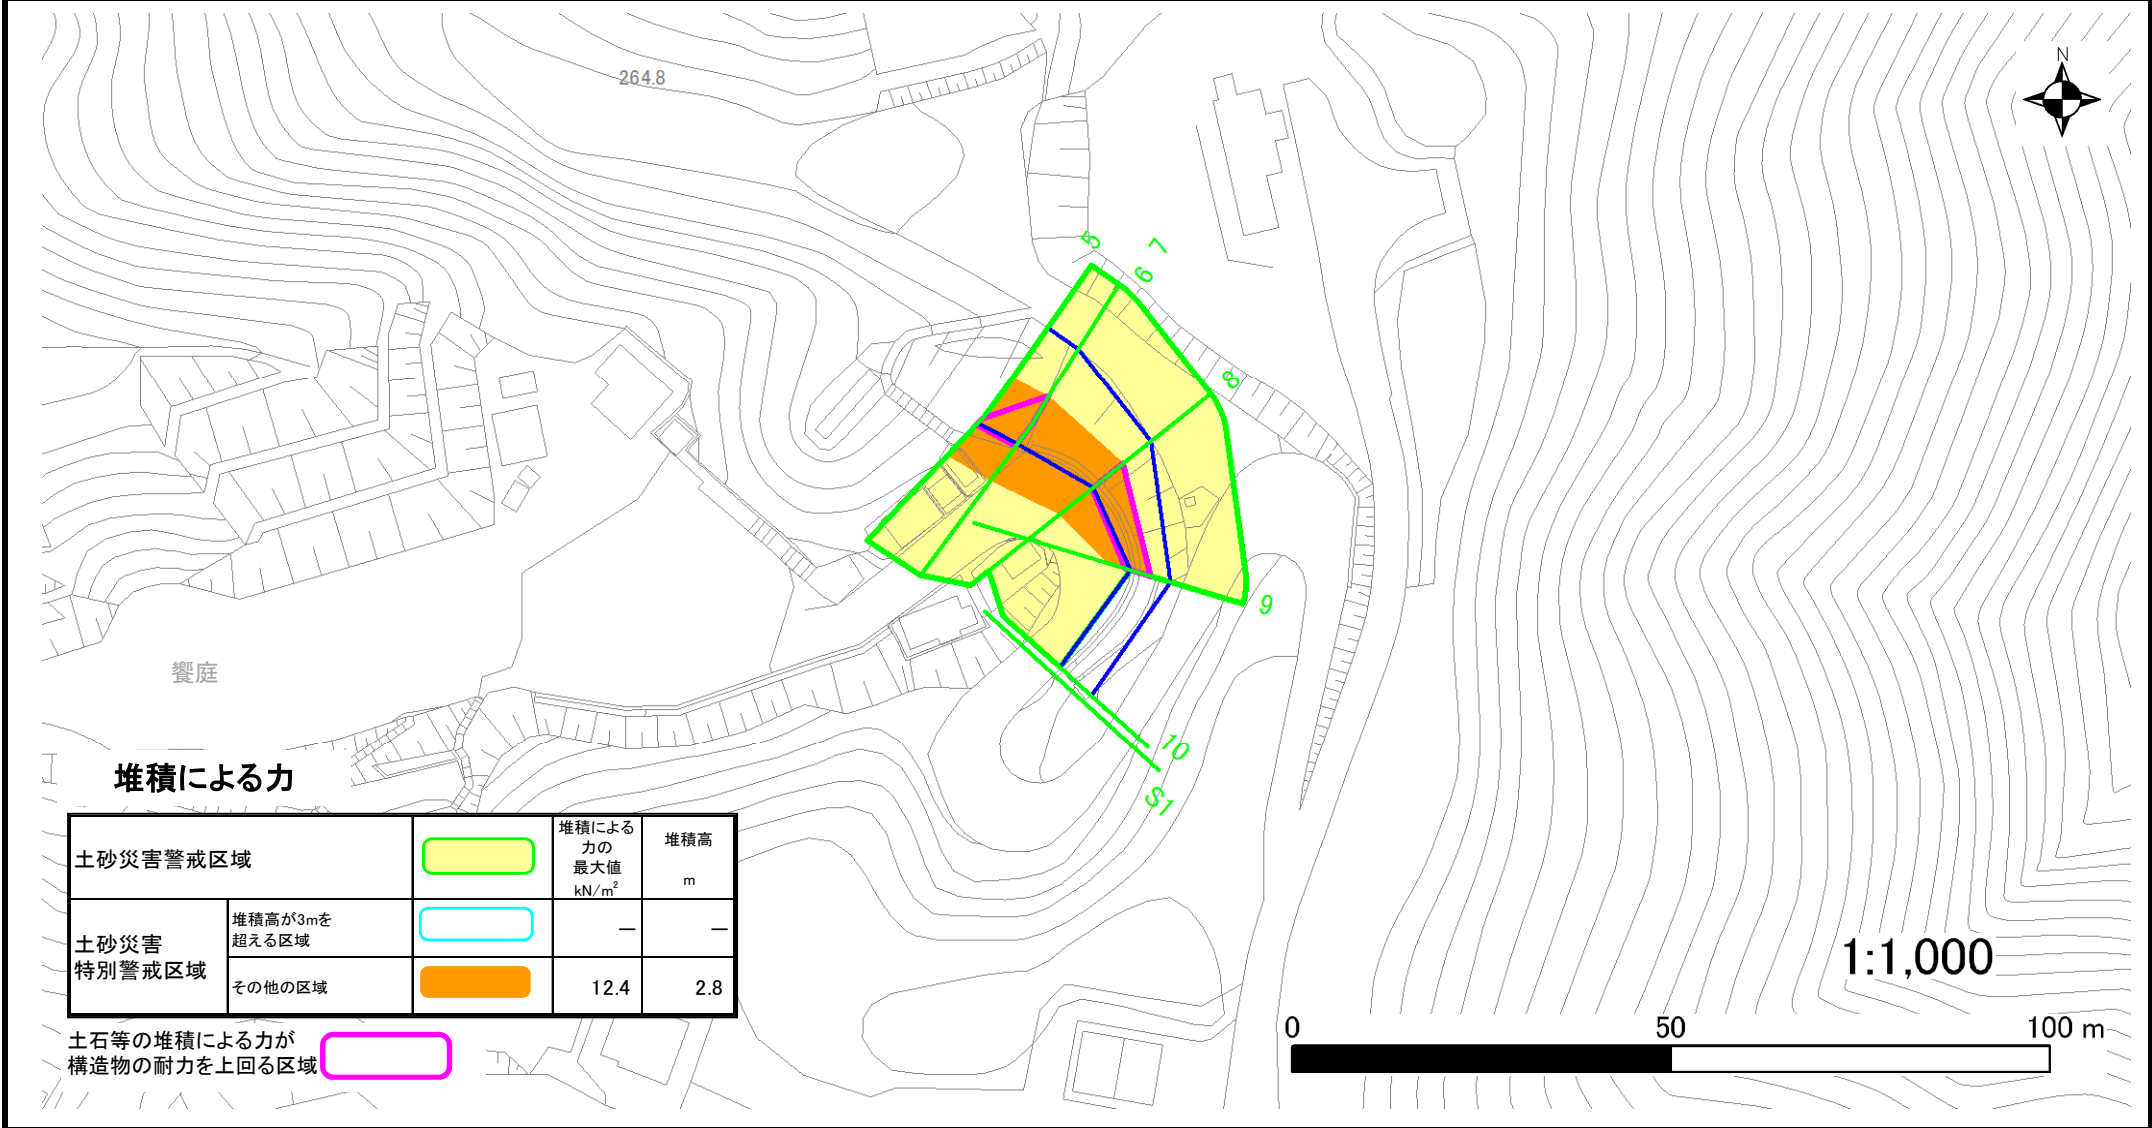 N
264.8
5
7
6
8
9
10
S1
饗庭
堆積による力
土砂災害警戒区域
堆積による
力の
最大値
kN/m²
堆積高
m
土砂災害
特別警戒区域
堆積高が3mを
超える区域
—
—
その他の区域
12.4
2.8
土石等の堆積による力が
構造物の耐力を上回る区域
1:1,000
0
50
100 m